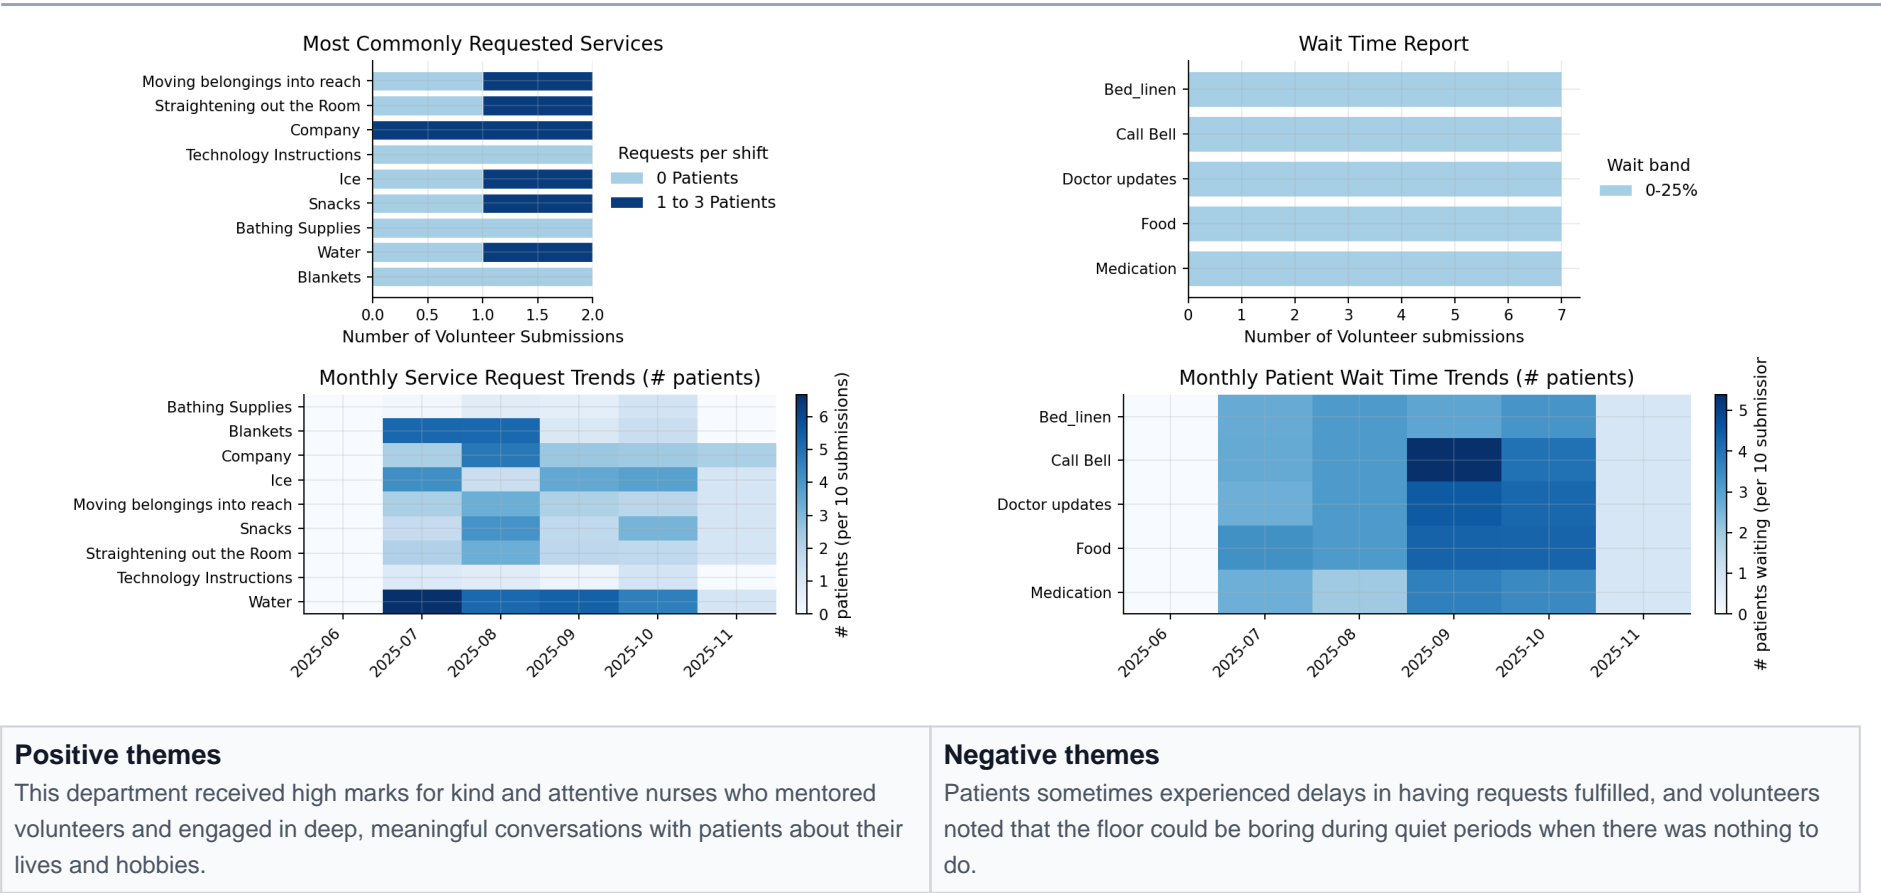 Most Commonly Requested Services
Moving belongings into reach
Straightening out the Room
Company
Technology Instructions
Ice
Snacks
Bathing Supplies
Water
Blankets
0.0 0.5 1.0 1.5 2.0
Number of Volunteer Submissions
Requests per shift
0 Patients
1 to 3 Patients
Wait Time Report
Bed_linen
Call Bell
Doctor updates
Food
Medication
0 1 2 3 4 5 6 7
Number of Volunteer submissions
Wait band
0-25%
Monthly Service Request Trends (# patients)
Bathing Supplies
Blankets
Company
Ice
Moving belongings into reach
Snacks
Straightening out the Room
Technology Instructions
Water
2025-06 2025-07 2025-08 2025-09 2025-10 2025-11
6
5
4
3
2
1
0
# patients (per 10 submissions)
Monthly Patient Wait Time Trends (# patients)
Bed_linen
Call Bell
Doctor updates
Food
Medication
2025-06 2025-07 2025-08 2025-09 2025-10 2025-11
5
4
3
2
1
0
# patients waiting (per 10 submission
Positive themes
This department received high marks for kind and attentive nurses who mentored
volunteers and engaged in deep, meaningful conversations with patients about their
lives and hobbies.
Negative themes
Patients sometimes experienced delays in having requests fulfilled, and volunteers
noted that the floor could be boring during quiet periods when there was nothing to
do.